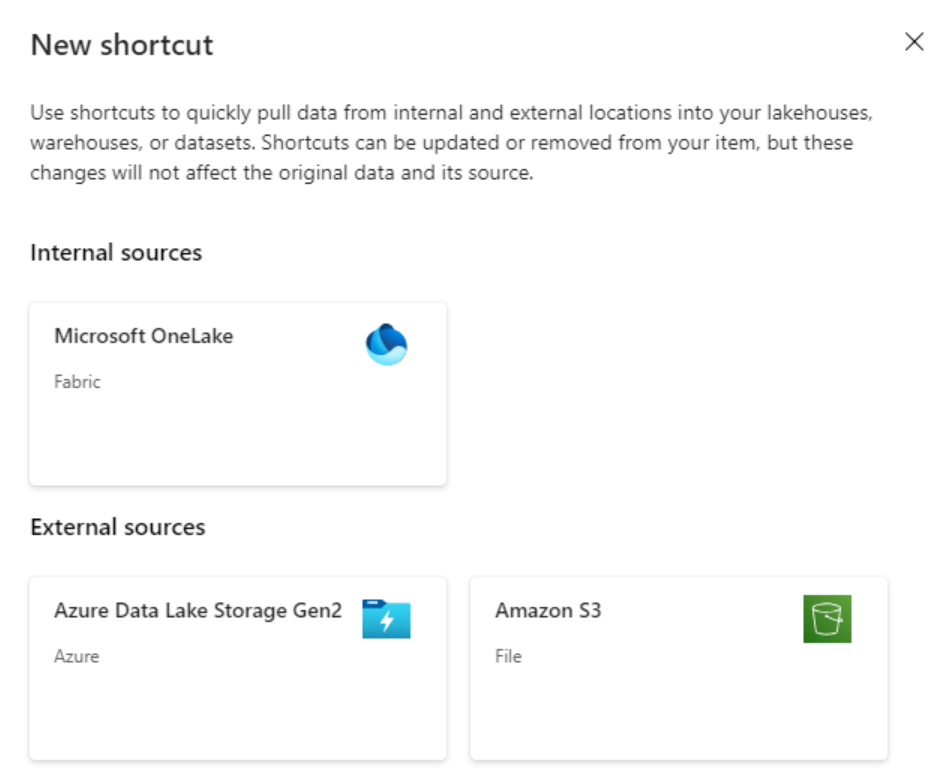 New shortcut
Use shortcuts to quickly pull data from internal and external locations into your lakehouses,
warehouses, or datasets. Shortcuts can be updated or removed from your item, but these
changes will not affect the original data and its source.
Internal sources
Microsoft OneLake
Fabric
External sources
Azure Data Lake Storage Gen2
Azure
Amazon S3
File